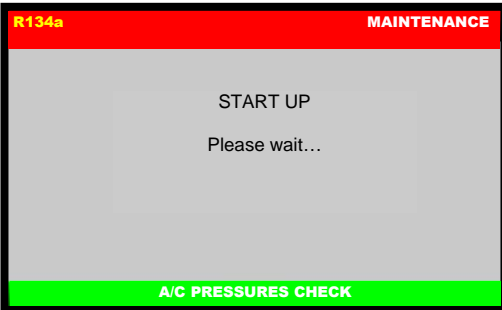 R134a MAINTENANCE
START UP
Please wait…
A/C PRESSURES CHECK